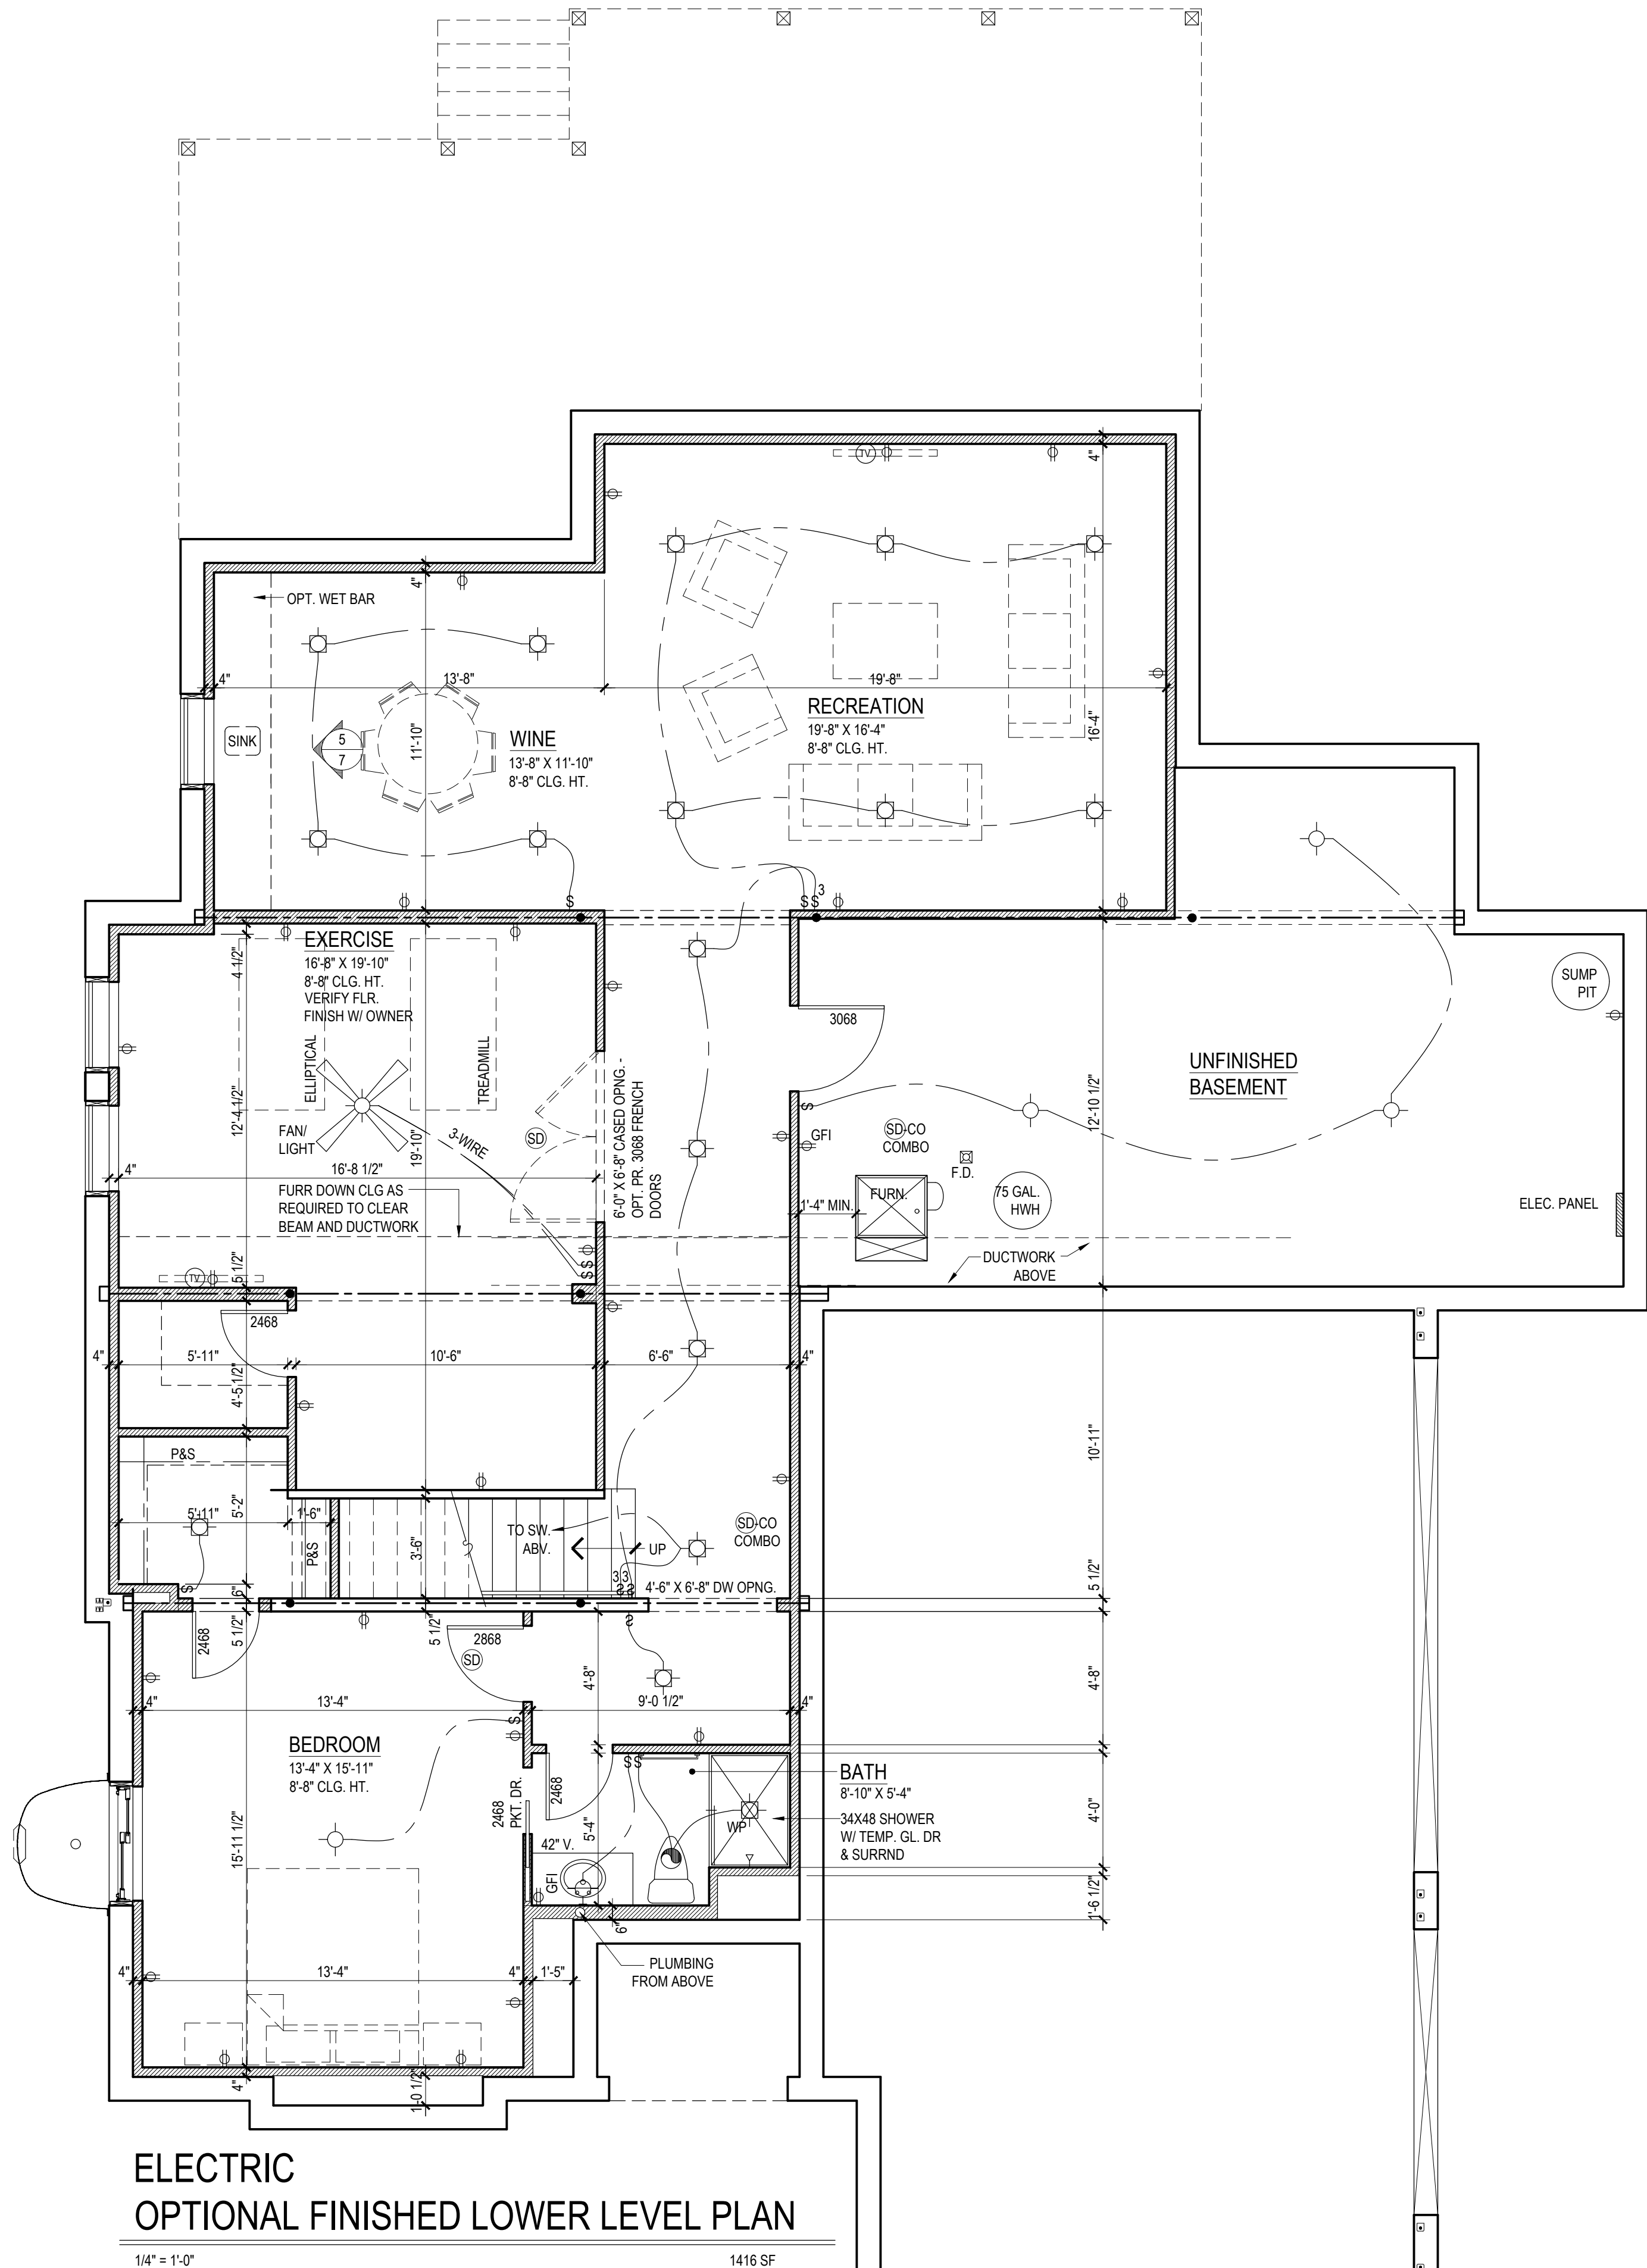 4"
OPT. WET BAR
4"
4"
13'-8"
19'-8"
RECREATION
19'-8" X 16'-4"
8'-8" CLG. HT.
16'-4"
TV
SINK
5
7
11'-10"
WINE
13'-8" X 11'-10"
8'-8" CLG. HT.
$
$$
3
EXERCISE
16'-8" X 19'-10"
8'-8" CLG. HT.
VERIFY FLR.
FINISH W/ OWNER
4 1/2"
12'-4 1/2"
ELLIPTICAL
TREADMILL
FAN/
LIGHT
3-WIRE
19'-10"
SD
4"
16'-8 1/2"
FURR DOWN CLG AS
REQUIRED TO CLEAR
BEAM AND DUCTWORK
6'-0" X 6'-8" CASED OPNG. -
OPT. PR. 3068 FRENCH
DOORS
3068
UNFINISHED
BASEMENT
SUMP
PIT
12'-10 1/2"
$
GFI
SD-CO
COMBO
F.D.
FURN.
1'-4" MIN.
75 GAL.
HWH
ELEC. PANEL
DUCTWORK
ABOVE
$$
5 1/2"
TV
2468
4"
5'-11"
10'-6"
6'-6"
4"
4'-5 1/2"
10'-11"
P&S
5'-11"
5'-2"
1'-6"
P&S
3'-6"
TO SW.
ABV.
UP
SD-CO
COMBO
33
$$
4'-6" X 6'-8" DW OPNG.
5 1/2"
$
6"
5 1/2"
2468
5 1/2"
2868
SD
$
4'-8"
4'-8"
4"
13'-4"
9'-0 1/2"
4"
$
BEDROOM
13'-4" X 15'-11"
8'-8" CLG. HT.
15'-11 1/2"
2468
PKT. DR.
2468
$$
5'-4"
42" V.
GFI
WP
BATH
8'-10" X 5'-4"
34X48 SHOWER
W/ TEMP. GL. DR
& SURRND
4'-0"
1'-6 1/2"
6"
PLUMBING
FROM ABOVE
4"
13'-4"
4"
1'-5"
4"
1'-0 1/2"
ELECTRIC
OPTIONAL FINISHED LOWER LEVEL PLAN
1/4" = 1'-0"
1416 SF